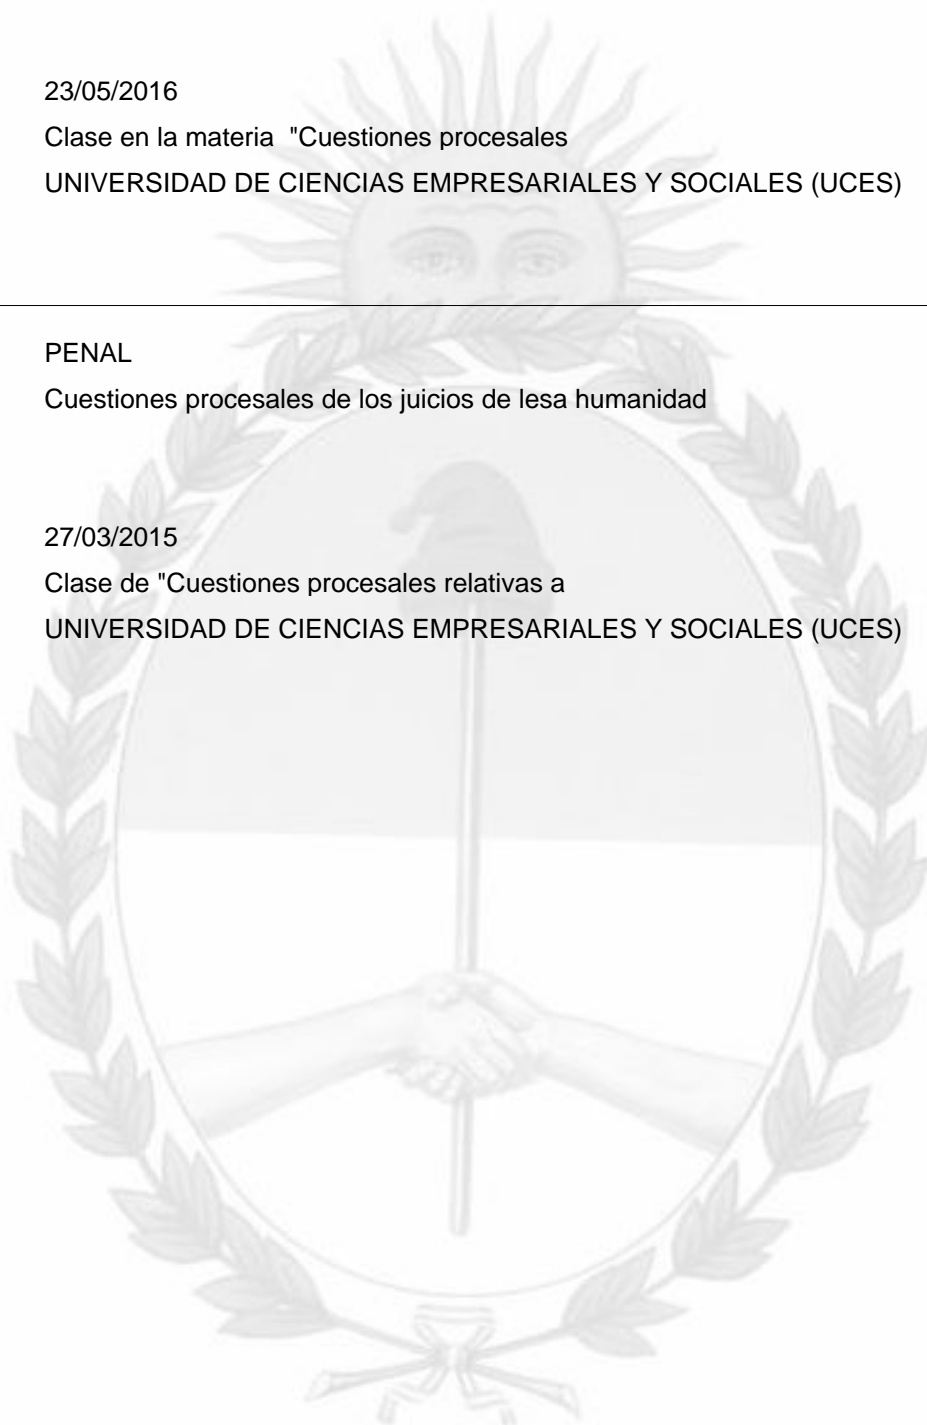 23/05/2016
Clase en la materia  "Cuestiones procesales
UNIVERSIDAD DE CIENCIAS EMPRESARIALES Y SOCIALES (UCES)
PENAL
Cuestiones procesales de los juicios de lesa humanidad
27/03/2015
Clase de "Cuestiones procesales relativas a
UNIVERSIDAD DE CIENCIAS EMPRESARIALES Y SOCIALES (UCES)